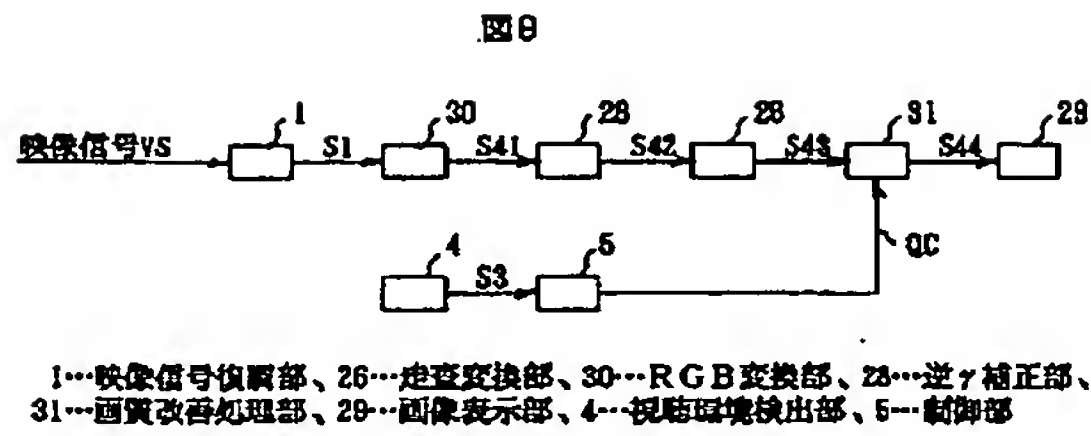 図8
1
30
28
28
31
29
映像信号VS
S1
S41
S42
S43
S44
4
5
QC
S3
1…映像信号復調部、26…走査変換部、30…RGB変換部、28…逆γ補正部、
31…画質改善処理部、29…画像表示部、4…視聴環境検出部、5…制御部